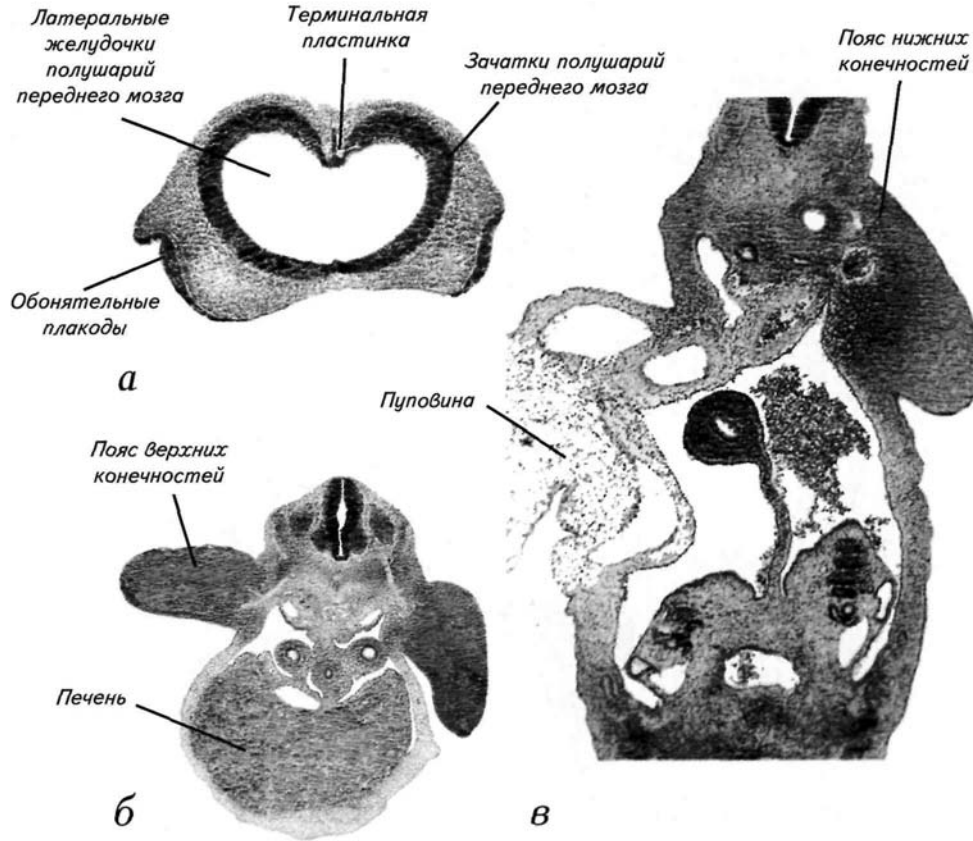 Латеральные
желудочки
полушарий
переднего мозга
Терминальная
пластинка
Зачатки полушарий
переднего мозга
Обонятельные
плакоды
а
Пояс нижних
конечностей
Пуповина
Пояс верхних
конечностей
Печень
б
в